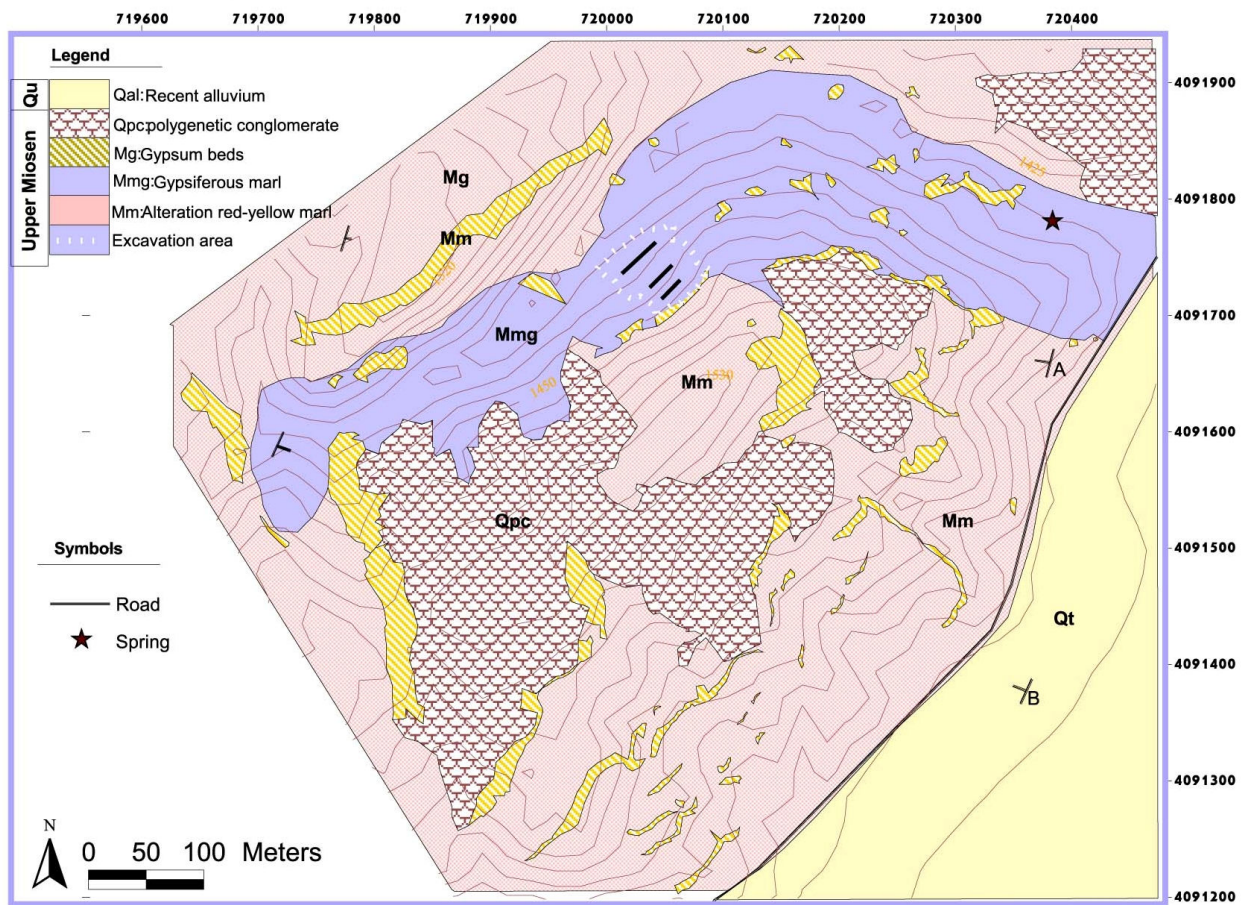 719600 719700 719800 719900 720000 720100 720200 720300 720400
Legend
Qu
Qal:Recent alluvium
Upper Miosen
Qpc:polygenetic conglomerate
Mg:Gypsum beds
Mmg:Gypsiferous marl
Mm:Alteration red-yellow marl
Excavation area
4091900
4091800
4091700
4091600
4091500
4091400
4091300
4091200
1425
Mg
Mm
Mmg
1450
Mm
1530
A
Qpc
Mm
Qt
B
Symbols
Road
Spring
N
0 50 100 Meters